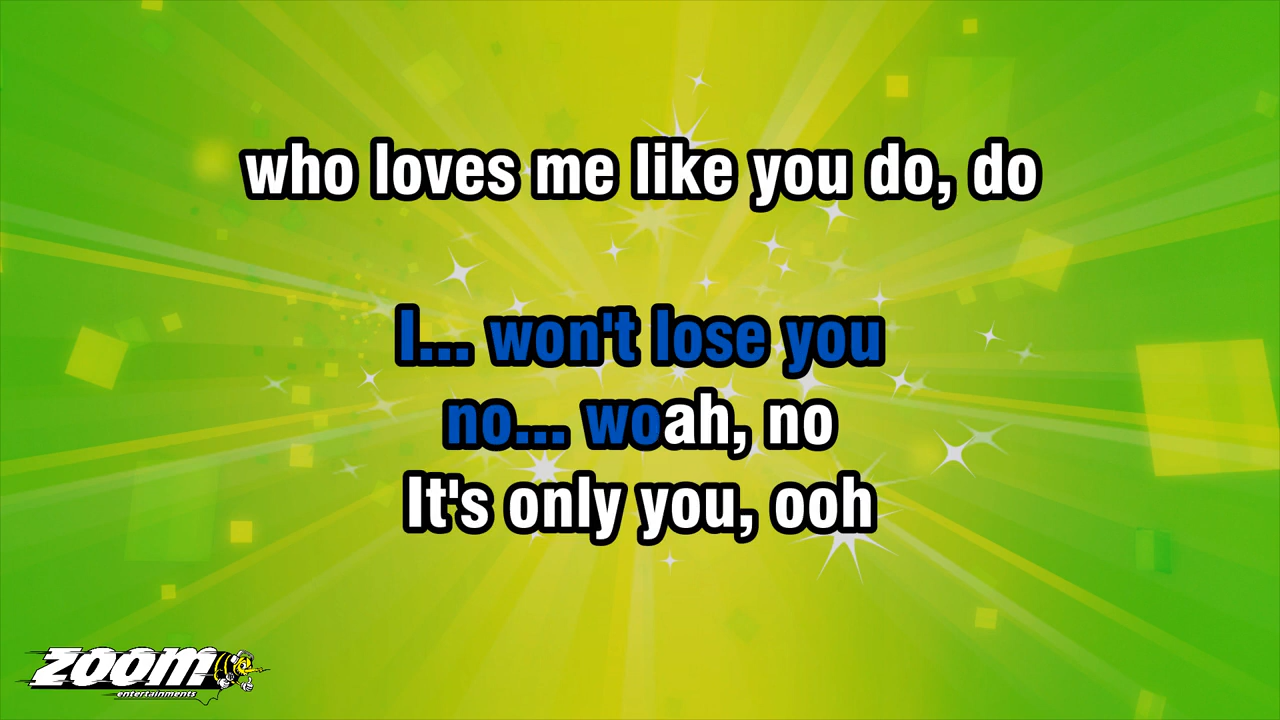 who loves me like you do, do
I... won't lose you
no... woah, no
It's only you, ooh
zoom
entertainments